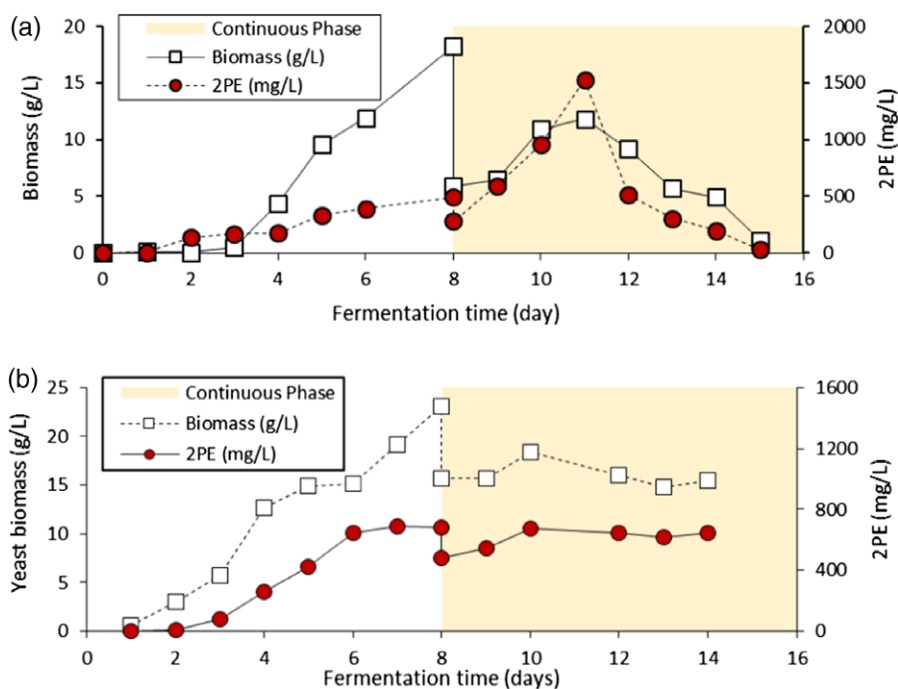 (a)
Continuous Phase
Biomass (g/L)
2PE (mg/L)
Biomass (g/L)
20
15
10
5
0
2000
1500
1000
500
0
2PE (mg/L)
0 2 4 6 8 10 12 14 16
Fermentation time (day)
(b)
Continuous Phase
Biomass (g/L)
2PE (mg/L)
Yeast biomass (g/L)
25
20
15
10
5
0
1600
1200
800
400
0
2PE (mg/L)
0 2 4 6 8 10 12 14 16
Fermentation time (days)